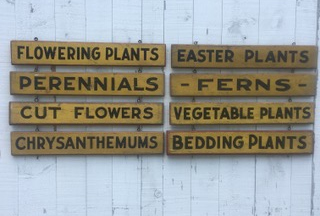 FLOWERING PLANTS
PERENNIALS
CUT FLOWERS
CHRYSANTHEMUMS
EASTER PLANTS
- FERNS -
VEGETABLE PLANTS
BEDDING PLANTS